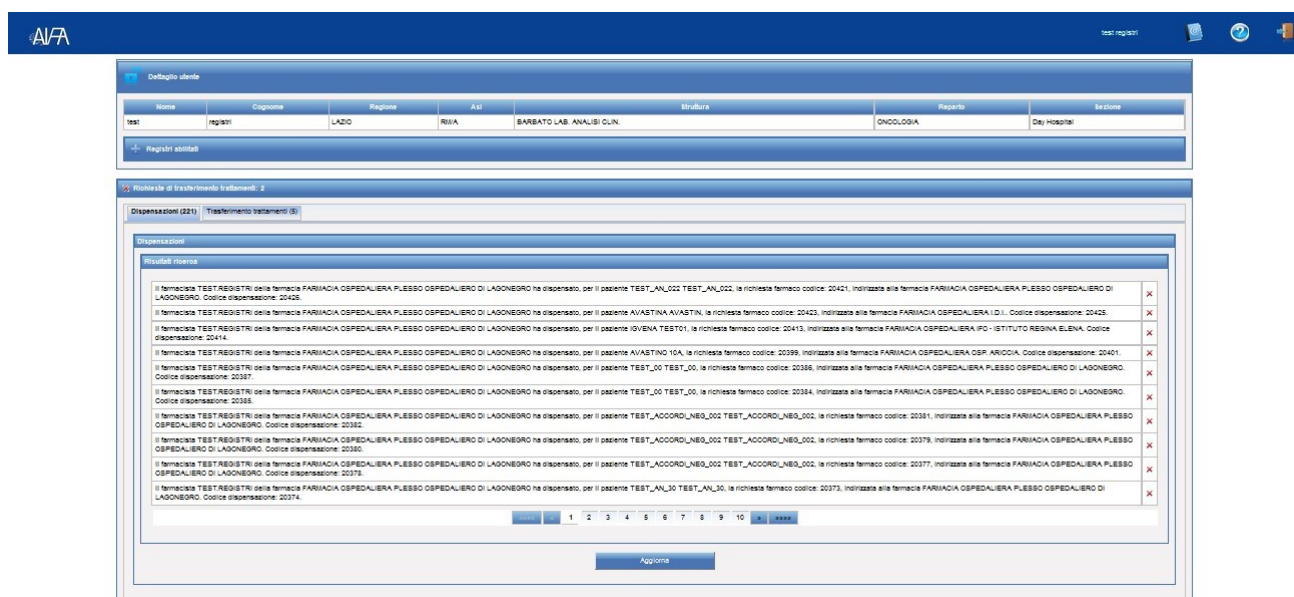 AIFA
test registri
Dettaglio utente
Nome Cognome Regione Asl Struttura Reparto Sezione
test registri LAZIO RM/A BARBATO LAB. ANALISI CLIN. ONCOLOGIA Day Hospital
Registri abilitati
Richieste di trasferimento trattamenti: 2
Dispensazioni (221) Trasferimento trattamenti (5)
Dispensazioni
Risultati ricerca
Il farmacista TEST.REGISTRI della farmacia FARMACIA OSPEDALIERA PLESSO OSPEDALIERO DI LAGONEGRO ha dispensato, per il paziente TEST_AN_022 TEST_AN_022, la richiesta farmaco codice: 20421, indirizzata alla farmacia FARMACIA OSPEDALIERA PLESSO OSPEDALIERO DI
LAGONEGRO. Codice dispensazione: 20426.
Il farmacista TEST.REGISTRI della farmacia FARMACIA OSPEDALIERA PLESSO OSPEDALIERO DI LAGONEGRO ha dispensato, per il paziente AVASTINA AVASTIN, la richiesta farmaco codice: 20423, indirizzata alla farmacia FARMACIA OSPEDALIERA I.D.I.. Codice dispensazione: 20425.
Il farmacista TEST.REGISTRI della farmacia FARMACIA OSPEDALIERA PLESSO OSPEDALIERO DI LAGONEGRO ha dispensato, per il paziente IGVENA TEST01, la richiesta farmaco codice: 20413, indirizzata alla farmacia FARMACIA OSPEDALIERA IFO - ISTITUTO REGINA ELENA. Codice
dispensazione: 20414.
Il farmacista TEST.REGISTRI della farmacia FARMACIA OSPEDALIERA PLESSO OSPEDALIERO DI LAGONEGRO ha dispensato, per il paziente AVASTINO 10A, la richiesta farmaco codice: 20399, indirizzata alla farmacia FARMACIA OSPEDALIERA OSP. ARICCIA. Codice dispensazione: 20401.
Il farmacista TEST.REGISTRI della farmacia FARMACIA OSPEDALIERA PLESSO OSPEDALIERO DI LAGONEGRO ha dispensato, per il paziente TEST_00 TEST_00, la richiesta farmaco codice: 20386, indirizzata alla farmacia FARMACIA OSPEDALIERA PLESSO OSPEDALIERO DI LAGONEGRO.
Codice dispensazione: 20387.
Il farmacista TEST.REGISTRI della farmacia FARMACIA OSPEDALIERA PLESSO OSPEDALIERO DI LAGONEGRO ha dispensato, per il paziente TEST_00 TEST_00, la richiesta farmaco codice: 20384, indirizzata alla farmacia FARMACIA OSPEDALIERA PLESSO OSPEDALIERO DI LAGONEGRO.
Codice dispensazione: 20385.
Il farmacista TEST.REGISTRI della farmacia FARMACIA OSPEDALIERA PLESSO OSPEDALIERO DI LAGONEGRO ha dispensato, per il paziente TEST_ACCORDI_NEG_002 TEST_ACCORDI_NEG_002, la richiesta farmaco codice: 20381, indirizzata alla farmacia FARMACIA OSPEDALIERA PLESSO
OSPEDALIERO DI LAGONEGRO. Codice dispensazione: 20382.
Il farmacista TEST.REGISTRI della farmacia FARMACIA OSPEDALIERA PLESSO OSPEDALIERO DI LAGONEGRO ha dispensato, per il paziente TEST_ACCORDI_NEG_002 TEST_ACCORDI_NEG_002, la richiesta farmaco codice: 20379, indirizzata alla farmacia FARMACIA OSPEDALIERA PLESSO
OSPEDALIERO DI LAGONEGRO. Codice dispensazione: 20380.
Il farmacista TEST.REGISTRI della farmacia FARMACIA OSPEDALIERA PLESSO OSPEDALIERO DI LAGONEGRO ha dispensato, per il paziente TEST_ACCORDI_NEG_002 TEST_ACCORDI_NEG_002, la richiesta farmaco codice: 20377, indirizzata alla farmacia FARMACIA OSPEDALIERA PLESSO
OSPEDALIERO DI LAGONEGRO. Codice dispensazione: 20378.
Il farmacista TEST.REGISTRI della farmacia FARMACIA OSPEDALIERA PLESSO OSPEDALIERO DI LAGONEGRO ha dispensato, per il paziente TEST_AN_30 TEST_AN_30, la richiesta farmaco codice: 20373, indirizzata alla farmacia FARMACIA OSPEDALIERA PLESSO OSPEDALIERO DI
LAGONEGRO. Codice dispensazione: 20374.
«««« « 1 2 3 4 5 6 7 8 9 10 » »»»»
Aggiorna